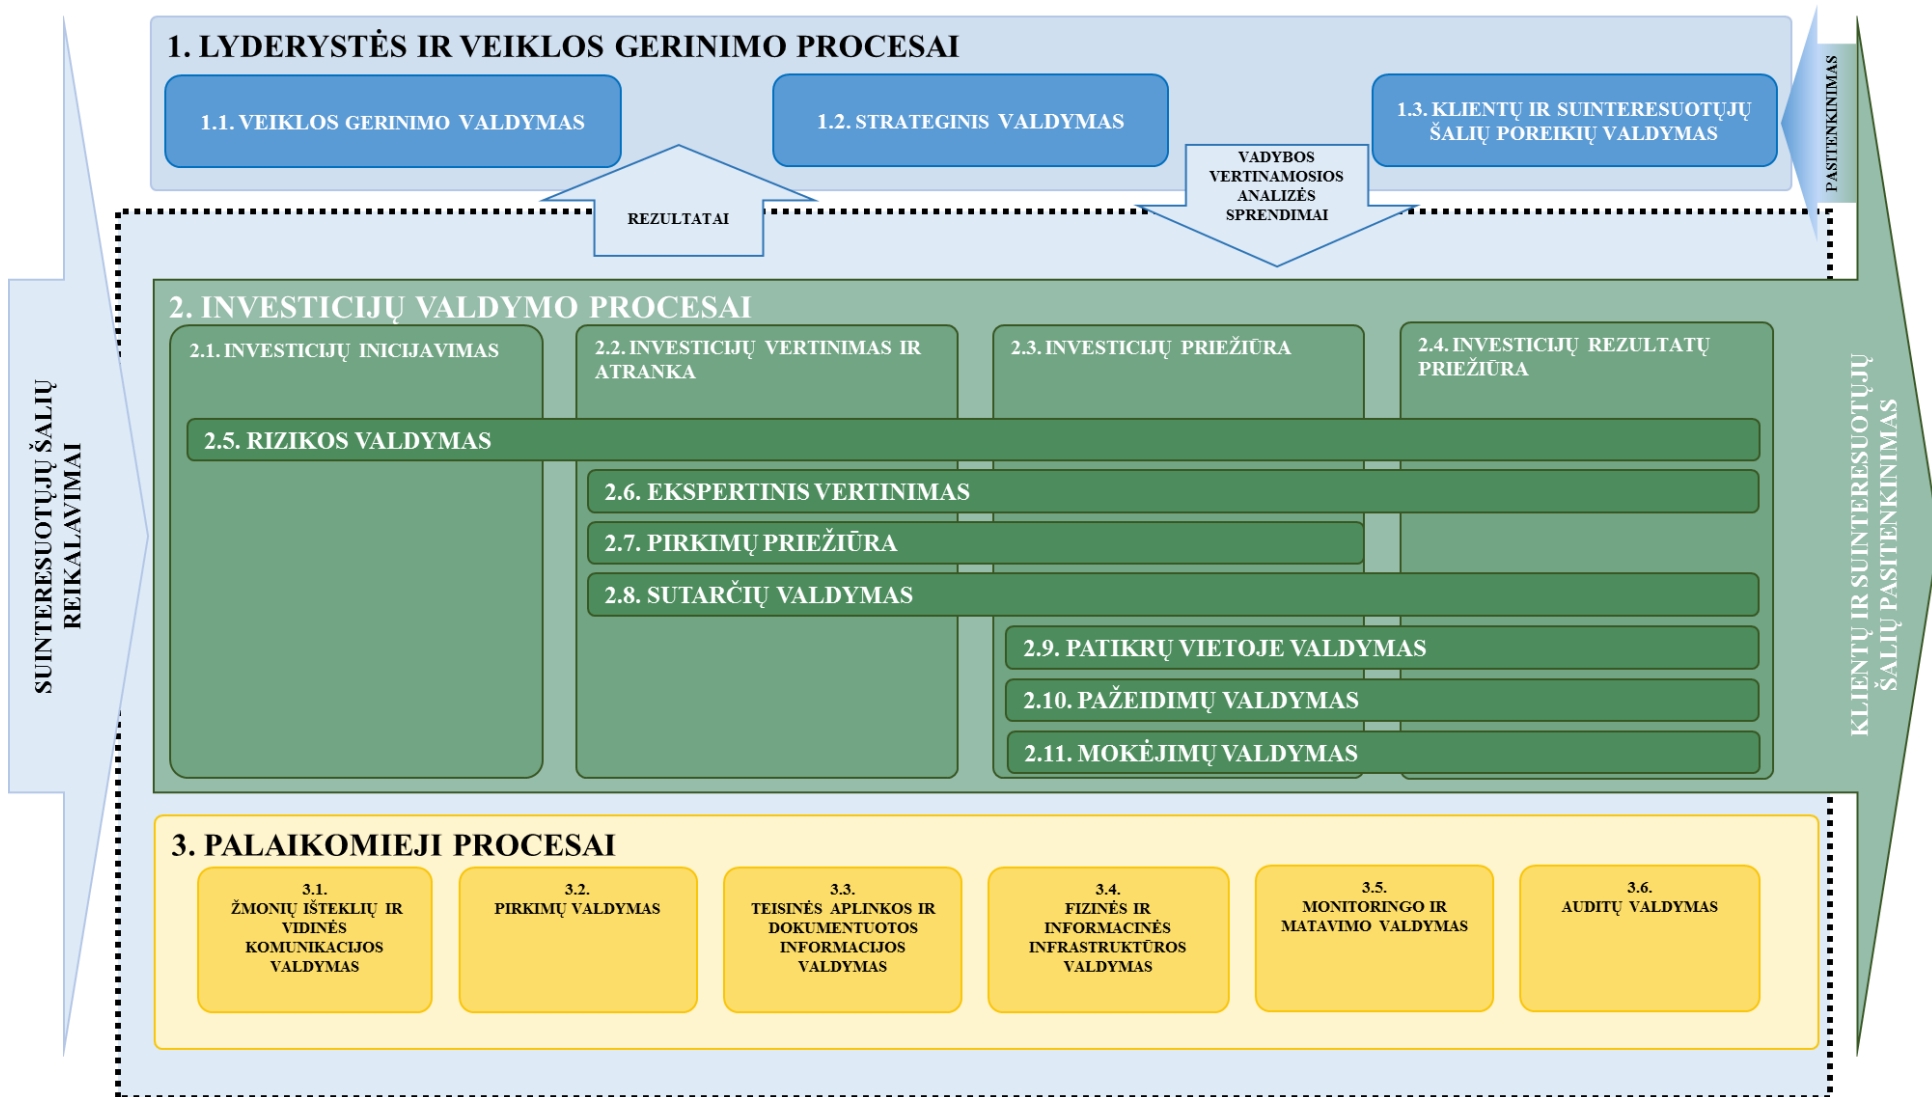 1. LYDERYSTĖS IR VEIKLOS GERINIMO PROCESAI
1.1. VEIKLOS GERINIMO VALDYMAS
1.2. STRATEGINIS VALDYMAS
1.3. KLIENTŲ IR SUINTERESUOTŲJŲ
ŠALIŲ POREIKIŲ VALDYMAS
PASITENKINIMAS
REZULTATAI
VADYBOS
VERTINAMOSIOS
ANALIZĖS
SPRENDIMAI
SUINTERESUOTŲJŲ ŠALIŲ
REIKALAVIMAI
2. INVESTICIJŲ VALDYMO PROCESAI
2.1. INVESTICIJŲ INICIJAVIMAS
2.2. INVESTICIJŲ VERTINIMAS IR
ATRANKA
2.3. INVESTICIJŲ PRIEŽIŪRA
2.4. INVESTICIJŲ REZULTATŲ
PRIEŽIŪRA
2.5. RIZIKOS VALDYMAS
2.6. EKSPERTINIS VERTINIMAS
2.7. PIRKIMŲ PRIEŽIŪRA
2.8. SUTARČIŲ VALDYMAS
2.9. PATIKRŲ VIETOJE VALDYMAS
2.10. PAŽEIDIMŲ VALDYMAS
2.11. MOKĖJIMŲ VALDYMAS
KLIENTŲ IR SUINTERESUOTŲJŲ
ŠALIŲ PASITENKINIMAS
3. PALAIKOMIEJI PROCESAI
3.1.
ŽMONIŲ IŠTEKLIŲ IR
VIDINĖS
KOMUNIKACIJOS
VALDYMAS
3.2.
PIRKIMŲ VALDYMAS
3.3.
TEISINĖS APLINKOS IR
DOKUMENTUOTOS
INFORMACIJOS
VALDYMAS
3.4.
FIZINĖS IR
INFORMACINĖS
INFRASTRUKTŪROS
VALDYMAS
3.5.
MONITORINGO IR
MATAVIMO VALDYMAS
3.6.
AUDITŲ VALDYMAS